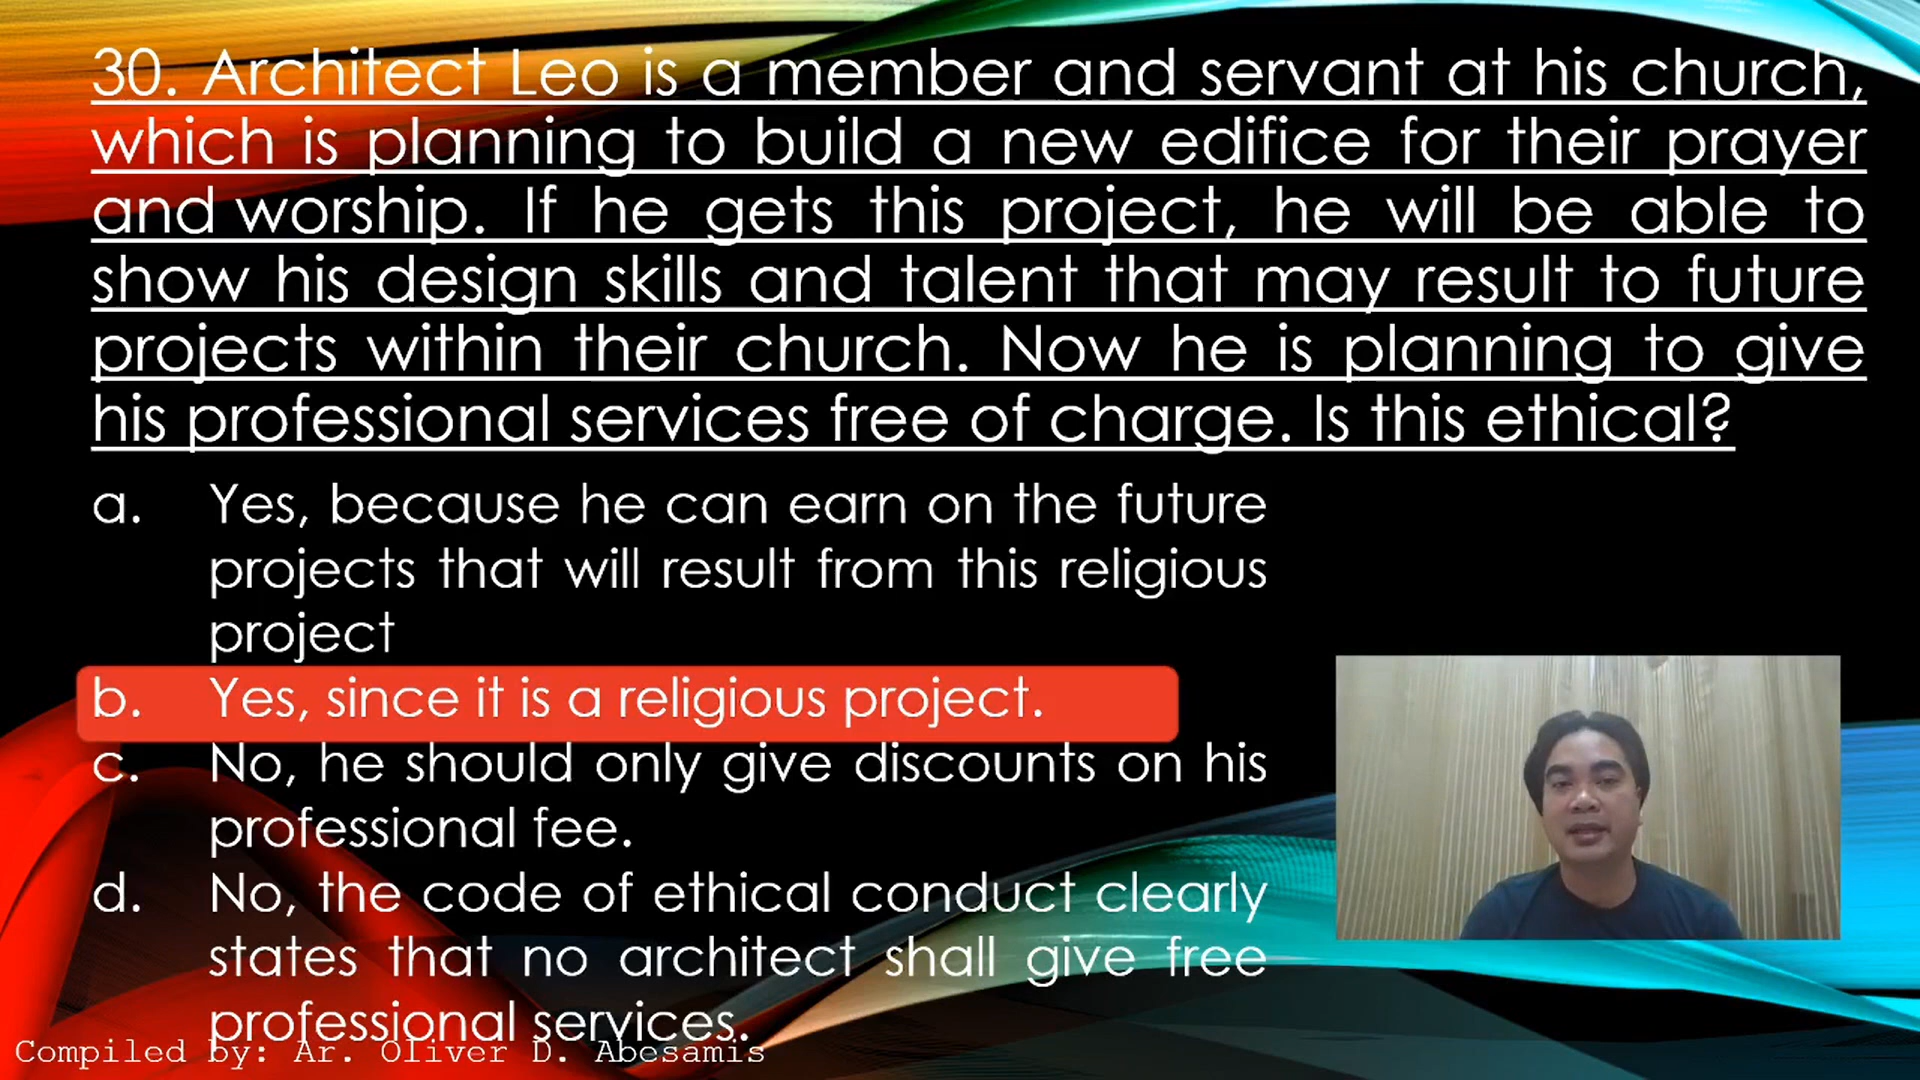 30. Architect Leo is a member and servant at his church,
which is planning to build a new edifice for their prayer
and worship. If he gets this project, he will be able to
show his design skills and talent that may result to future
projects within their church. Now he is planning to give
his professional services free of charge. Is this ethical?
a. Yes, because he can earn on the future
projects that will result from this religious
project
b. Yes, since it is a religious project.
c. No, he should only give discounts on his
professional fee.
d. No, the code of ethical conduct clearly
states that no architect shall give free
professional services.
Compiled by: Ar. Oliver D. Abesamis